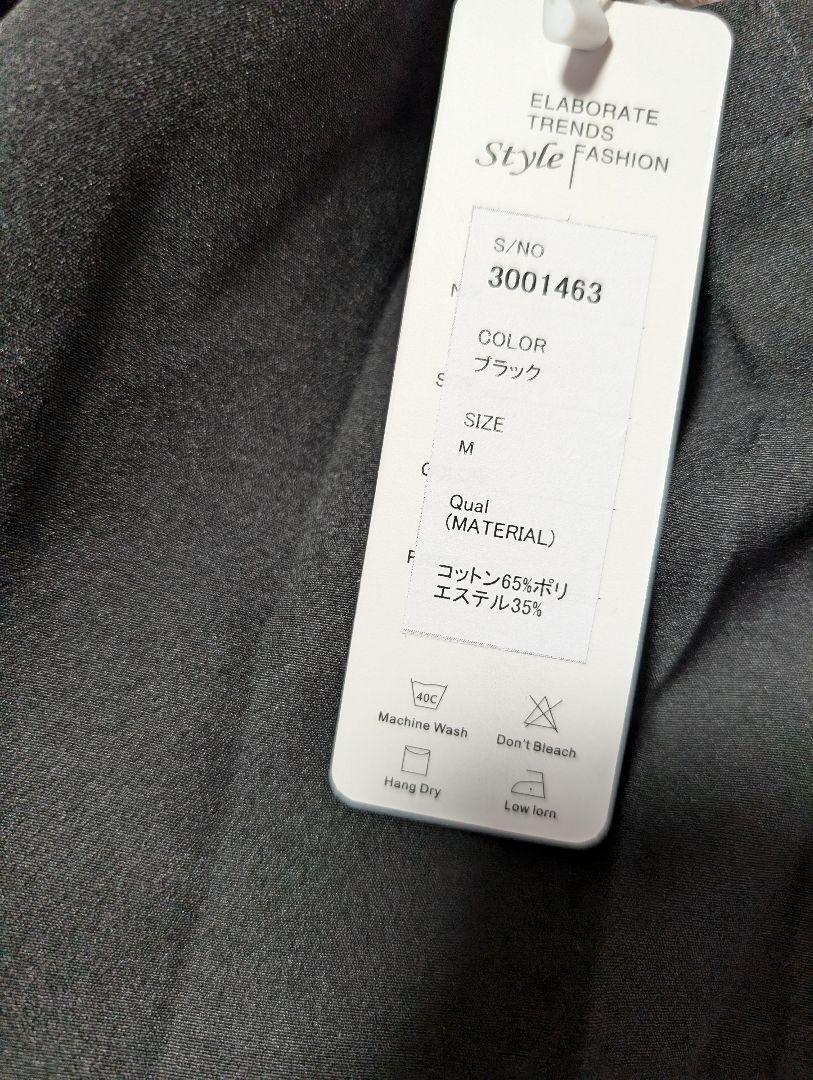 ELABORATE
TRENDS
Style FASHION
S/NO
3001463
COLOR
ブラック
SIZE
M
Qual
(MATERIAL)
コットン65%ポリ
エステル35%
40C
Machine Wash
Don't Bleach
Hang Dry
Low Iorn